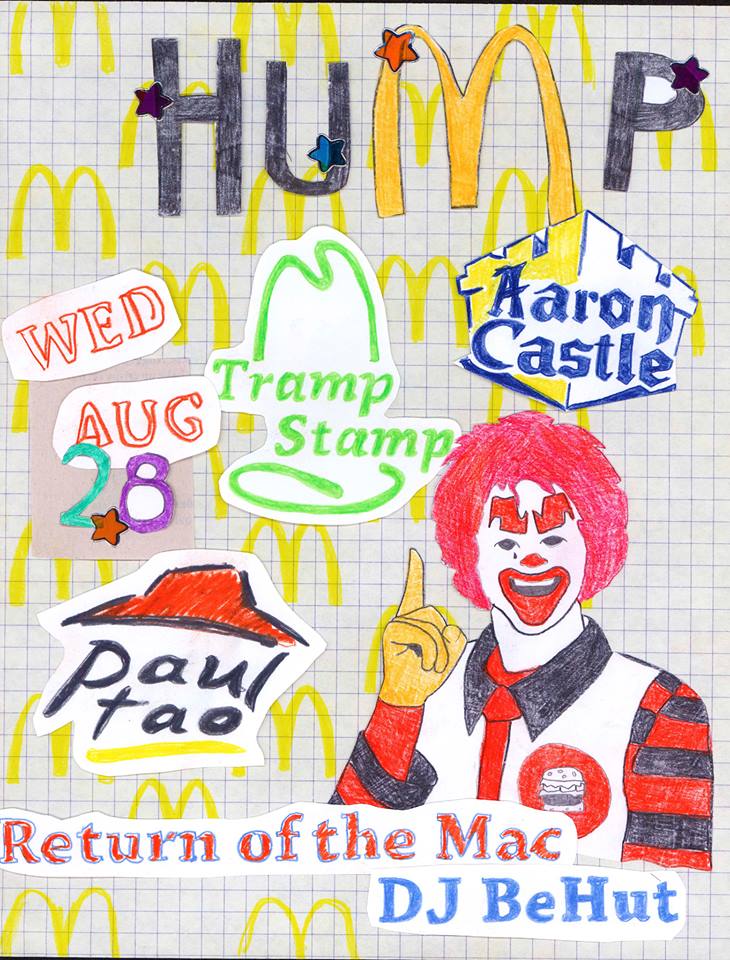 HUMP
WED
AUG
28
Tramp
Stamp
Aaron
Castle
paul
tao
Return of the Mac
DJ BeHut